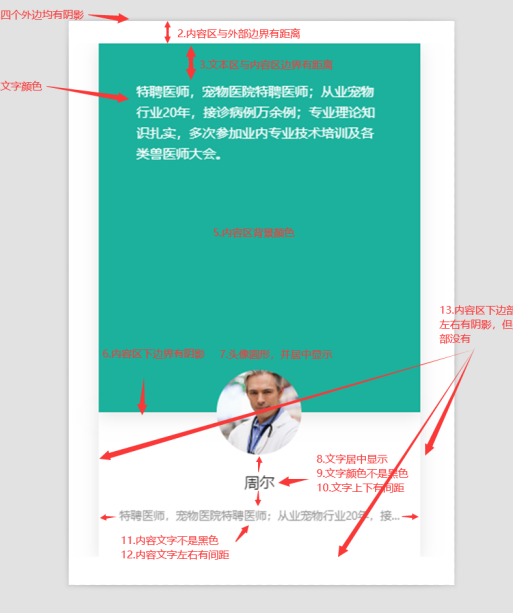 四个外边均有阴影
2.内容区与外部边界有距离
3.文本区与内容区边界有距离
文字颜色
特聘医师，宠物医院特聘医师；从业宠物
行业20年，接诊病例万余例；专业理论知
识扎实，多次参加业内专业技术培训及各
类兽医师大会。
5.内容区背景颜色
13.内容区下边部
左右有阴影，但
部没有
6.内容区下边界有阴影
7.头像圆形，并居中显示
8.文字居中显示
周尔
9.文字颜色不是黑色
10.文字上下有间距
特聘医师，宠物医院特聘医师；从业宠物行业20年，接...
11.内容文字不是黑色
12.内容文字左右有间距